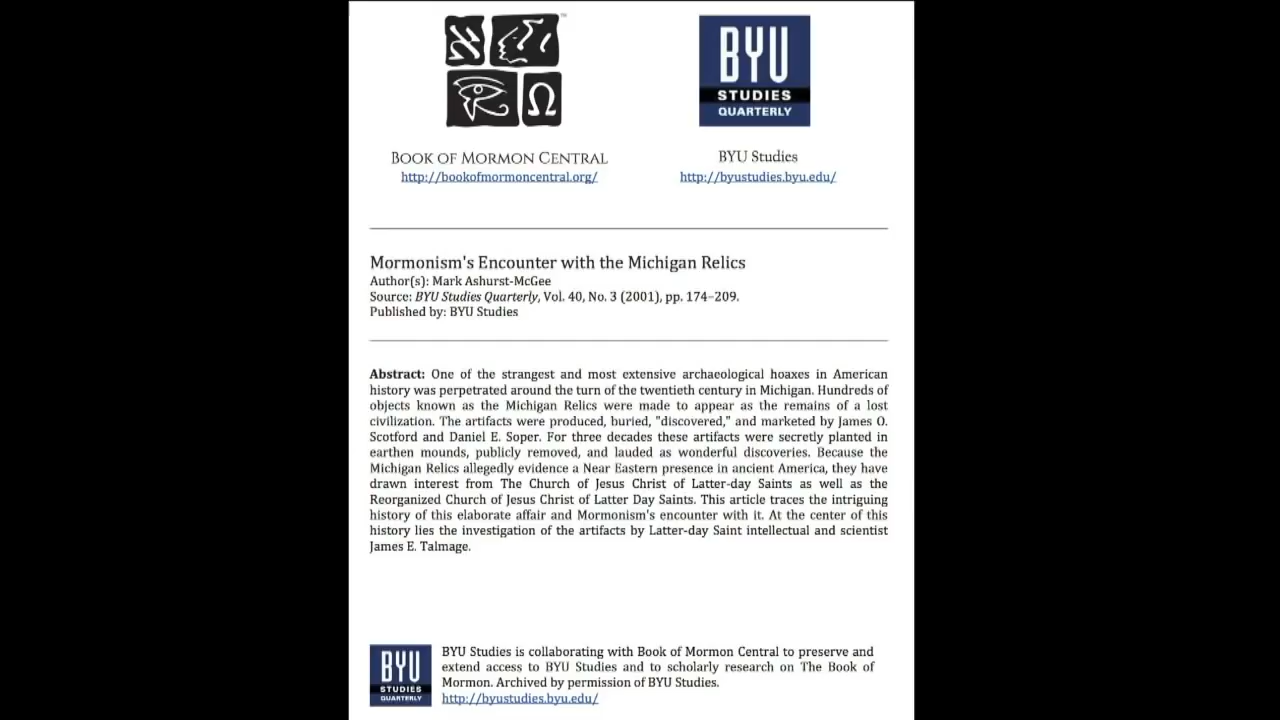 ™
א
Ω
BYU
STUDIES
QUARTERLY
BOOK OF MORMON CENTRAL
http://bookofmormoncentral.org/
BYU Studies
http://byustudies.byu.edu/
Mormonism's Encounter with the Michigan Relics
Author(s): Mark Ashurst-McGee
Source: BYU Studies Quarterly, Vol. 40, No. 3 (2001), pp. 174–209.
Published by: BYU Studies
Abstract: One of the strangest and most extensive archaeological hoaxes in American
history was perpetrated around the turn of the twentieth century in Michigan. Hundreds of
objects known as the Michigan Relics were made to appear as the remains of a lost
civilization. The artifacts were produced, buried, "discovered," and marketed by James O.
Scotford and Daniel E. Soper. For three decades these artifacts were secretly planted in
earthen mounds, publicly removed, and lauded as wonderful discoveries. Because the
Michigan Relics allegedly evidence a Near Eastern presence in ancient America, they have
drawn interest from The Church of Jesus Christ of Latter-day Saints as well as the
Reorganized Church of Jesus Christ of Latter Day Saints. This article traces the intriguing
history of this elaborate affair and Mormonism's encounter with it. At the center of this
history lies the investigation of the artifacts by Latter-day Saint intellectual and scientist
James E. Talmage.
BYU
STUDIES
QUARTERLY
BYU Studies is collaborating with Book of Mormon Central to preserve and
extend access to BYU Studies and to scholarly research on The Book of
Mormon. Archived by permission of BYU Studies.
http://byustudies.byu.edu/